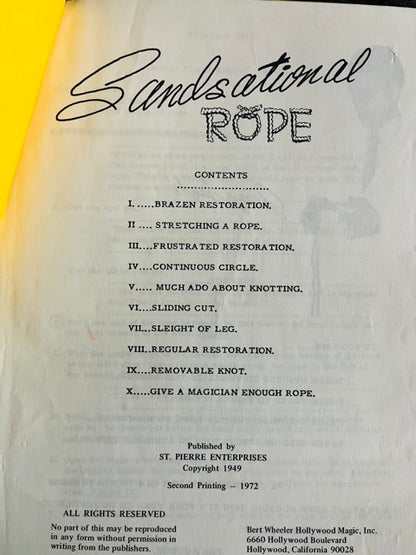 Sandsational
ROPE
CONTENTS
I.....BRAZEN RESTORATION.
II.... STRETCHING A ROPE.
III....FRUSTRATED RESTORATION.
IV....CONTINUOUS CIRCLE.
V..... MUCH ADO ABOUT KNOTTING.
VI....SLIDING CUT.
VII...SLEIGHT OF LEG.
VIII..REGULAR RESTORATION.
IX....REMOVABLE KNOT.
X.....GIVE A MAGICIAN ENOUGH ROPE.
Published by
ST. PIERRE ENTERPRISES
Copyright 1949
Second Printing – 1972
ALL RIGHTS RESERVED
No part of this may be reproduced
in any form without permission in
writing from the publishers.
Bert Wheeler Hollywood Magic, Inc.
6660 Hollywood Boulevard
Hollywood, California 90028